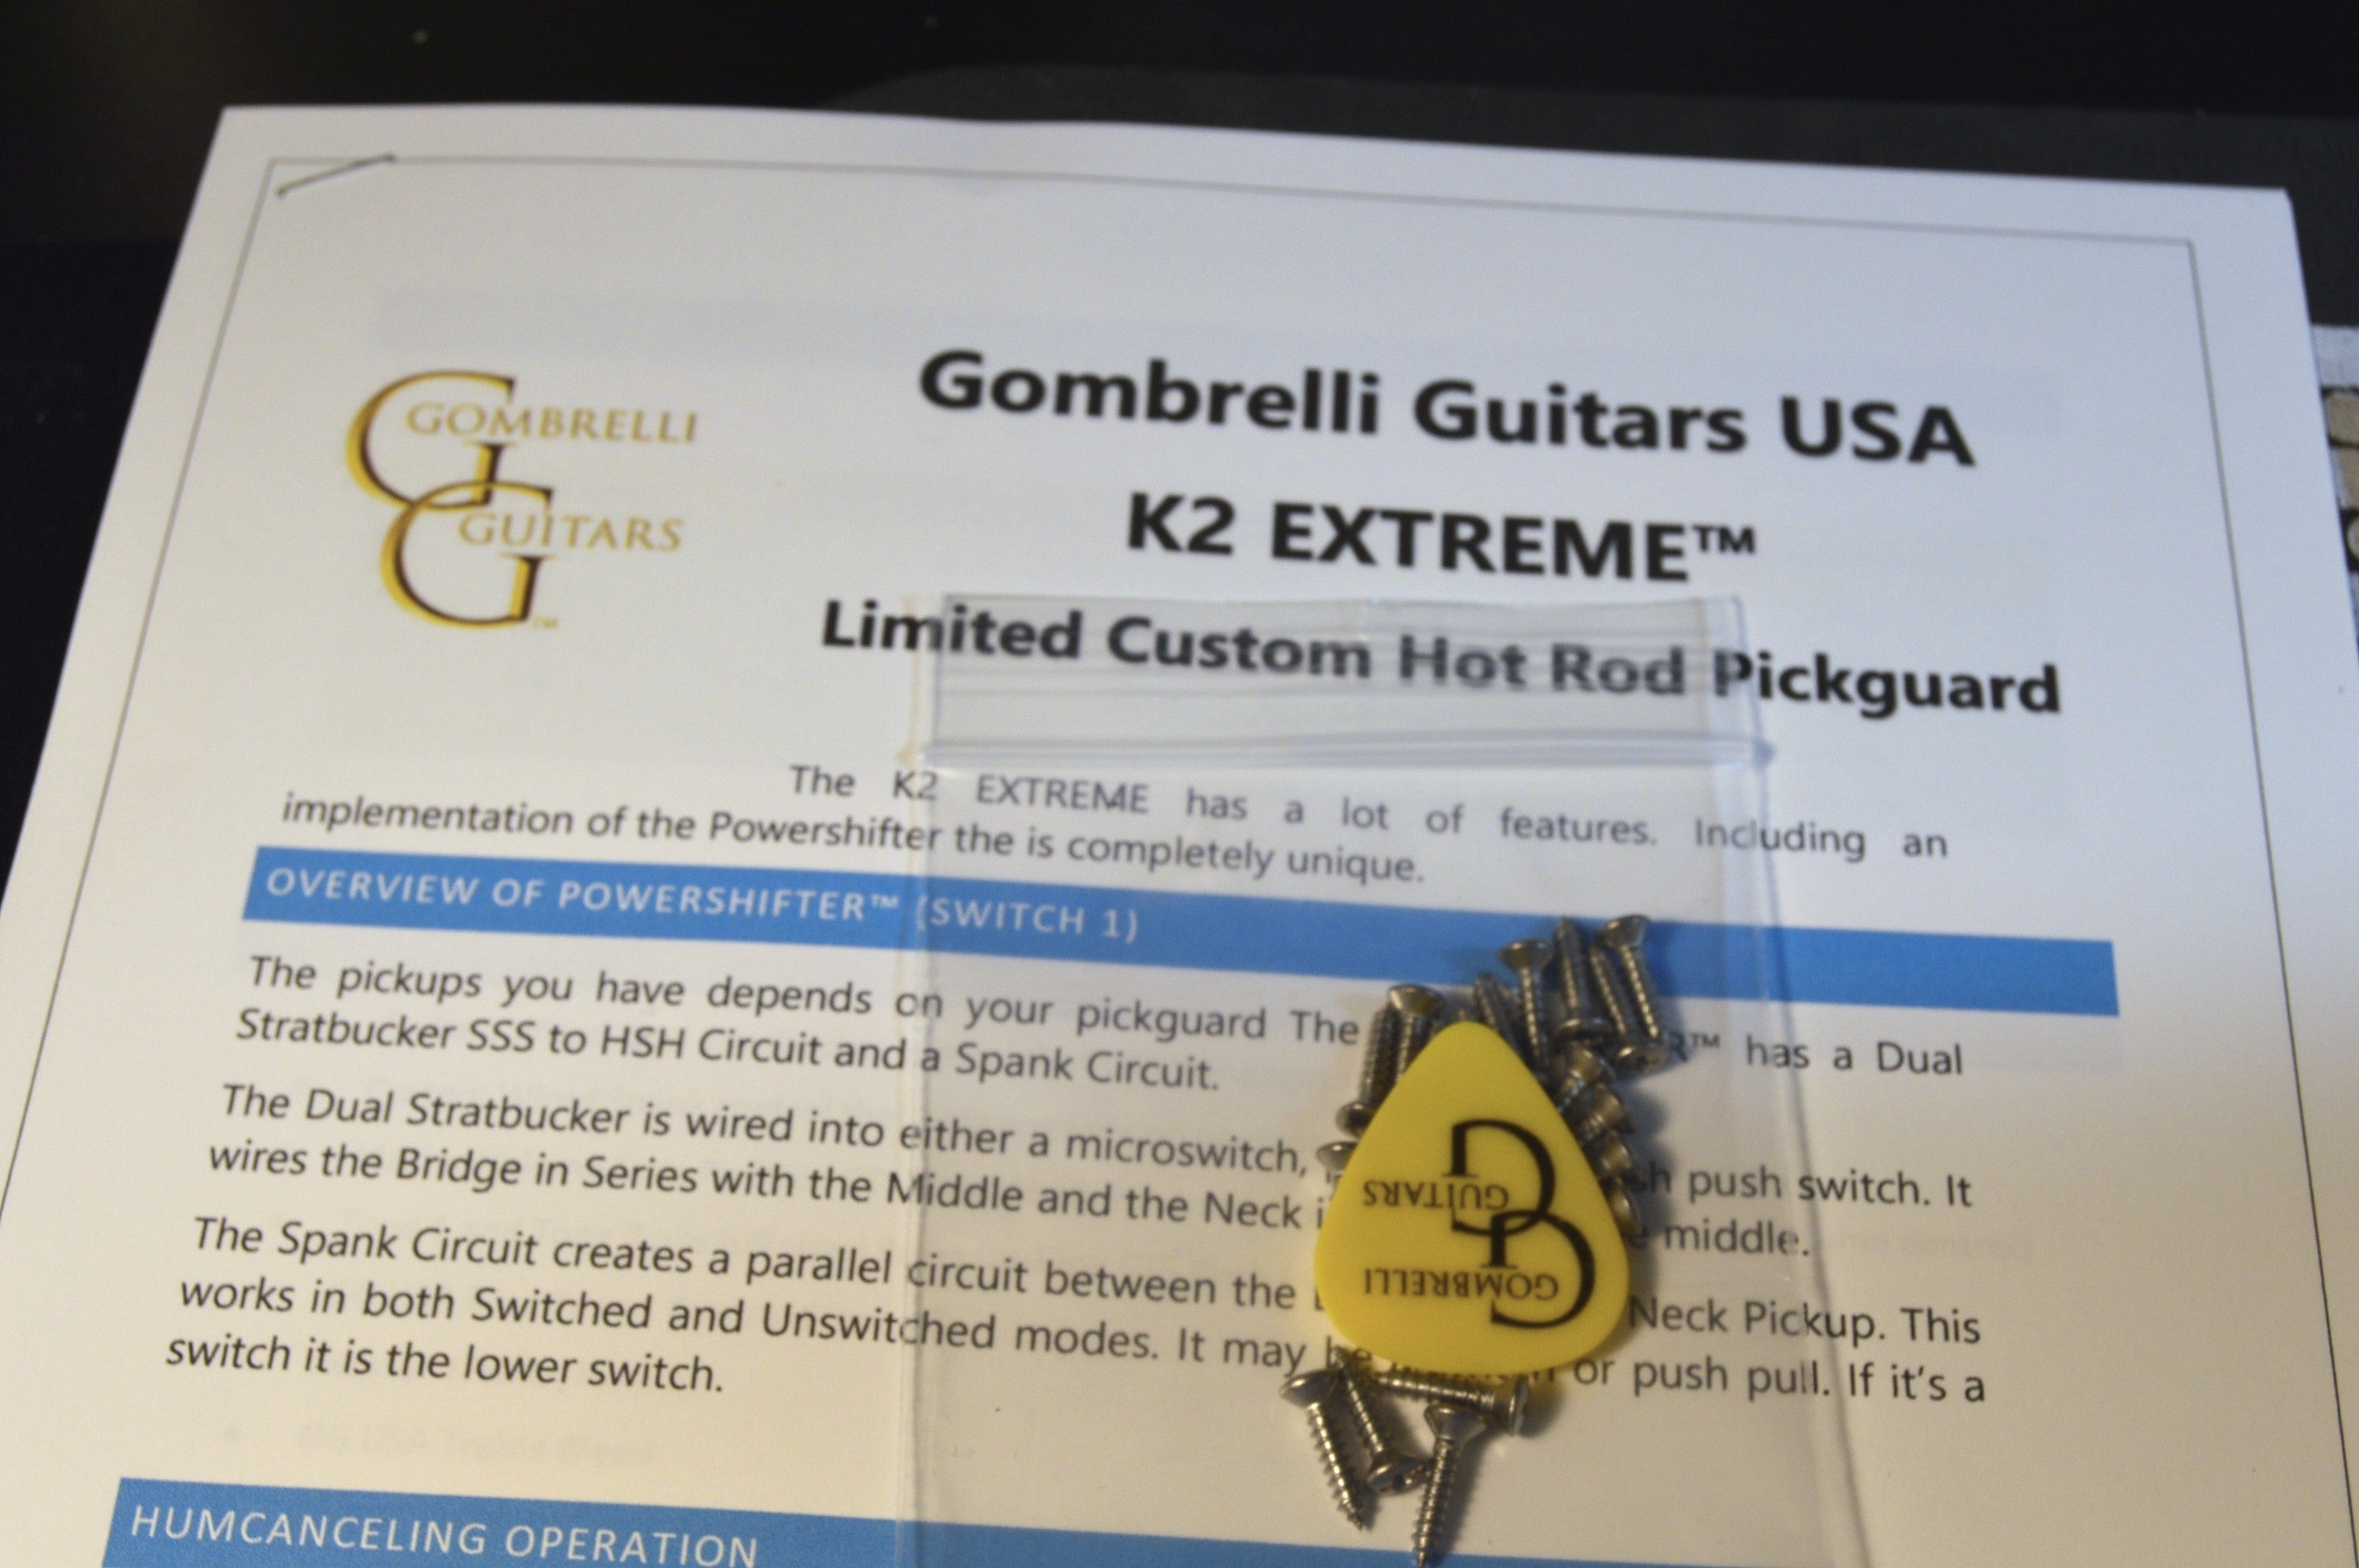 GOMBRELLI
GUITARS
G
G
™
Gombrelli Guitars USA
K2 EXTREME™
Limited Custom Hot Rod Pickguard
The K2 EXTREME has a lot of features. Including an
implementation of the Powershifter the is completely unique.
OVERVIEW OF POWERSHIFTER™ (SWITCH 1)
The pickups you have depends on your pickguard The R™ has a Dual
Stratbucker SSS to HSH Circuit and a Spank Circuit.
The Dual Stratbucker is wired into either a microswitch, push switch. It
wires the Bridge in Series with the Middle and the Neck middle.
The Spank Circuit creates a parallel circuit between the Neck Pickup. This
works in both Switched and Unswitched modes. It may be or push pull. If it's a
switch it is the lower switch.
HUMCANCELING OPERATION
G
GUITARS
G
GOMBRELLI